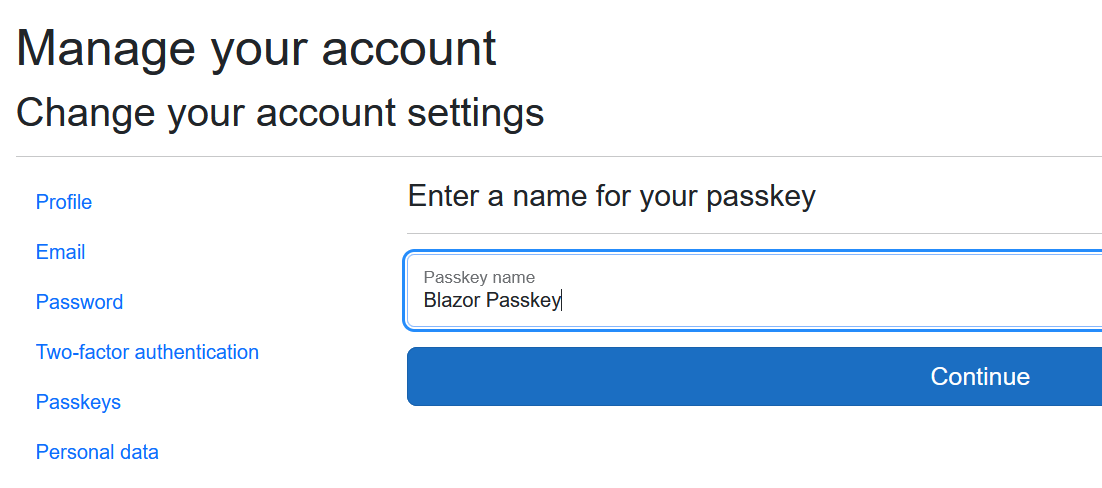 Manage your account
Change your account settings
Profile
Email
Password
Two-factor authentication
Passkeys
Personal data
Enter a name for your passkey
Passkey name
Blazor Passkey
Continue